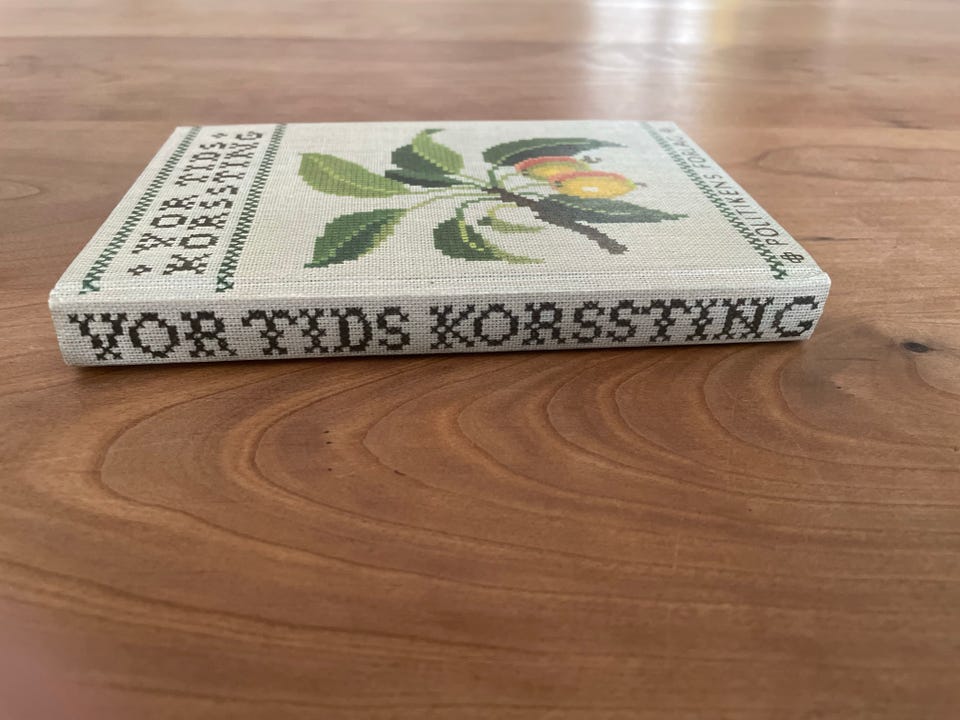 VOR TIDS
KORSSTING
POLITIKENS FORLAG
VOR TIDS KORSSTING